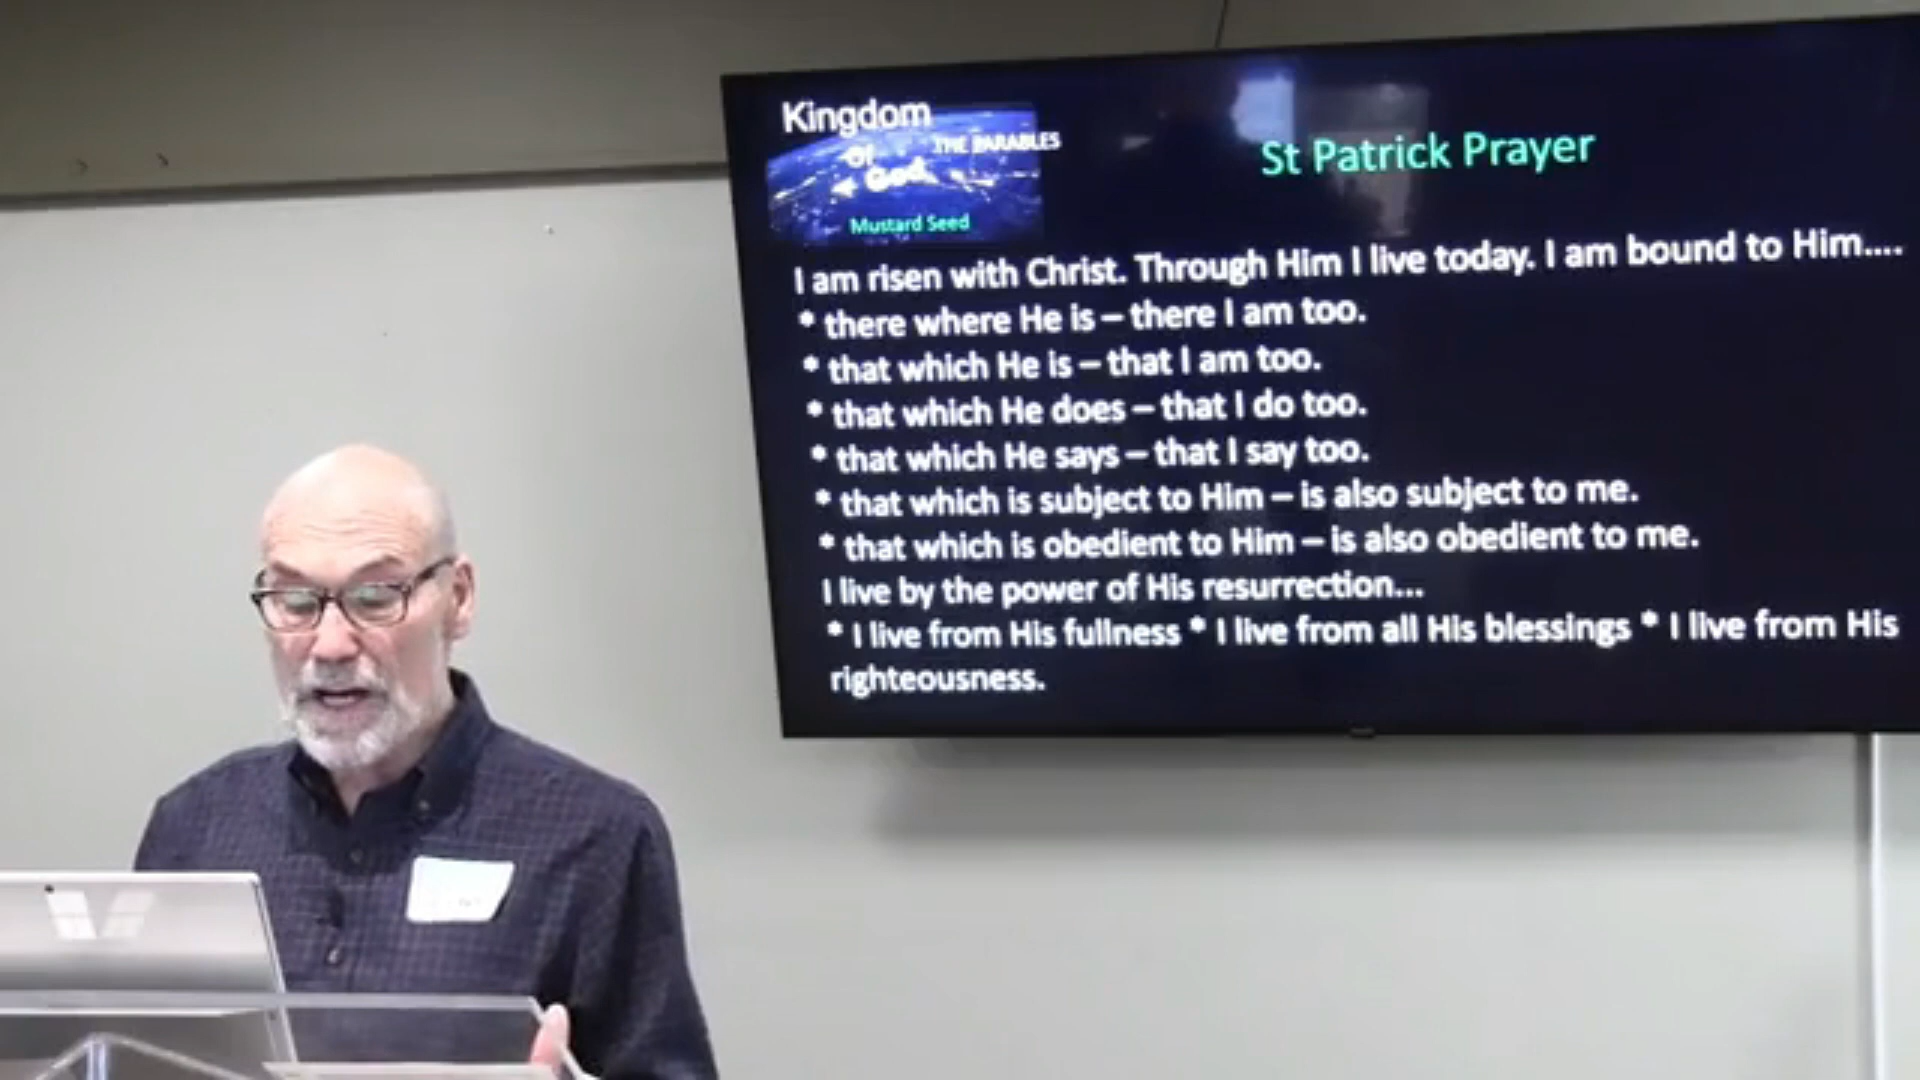 Kingdom
THE PARABLES
Of
God
Mustard Seed
St Patrick Prayer
I am risen with Christ. Through Him I live today. I am bound to Him....
* there where He is – there I am too.
* that which He is – that I am too.
* that which He does – that I do too.
* that which He says – that I say too.
* that which is subject to Him – is also subject to me.
* that which is obedient to Him – is also obedient to me.
I live by the power of His resurrection...
* I live from His fullness * I live from all His blessings * I live from His
righteousness.